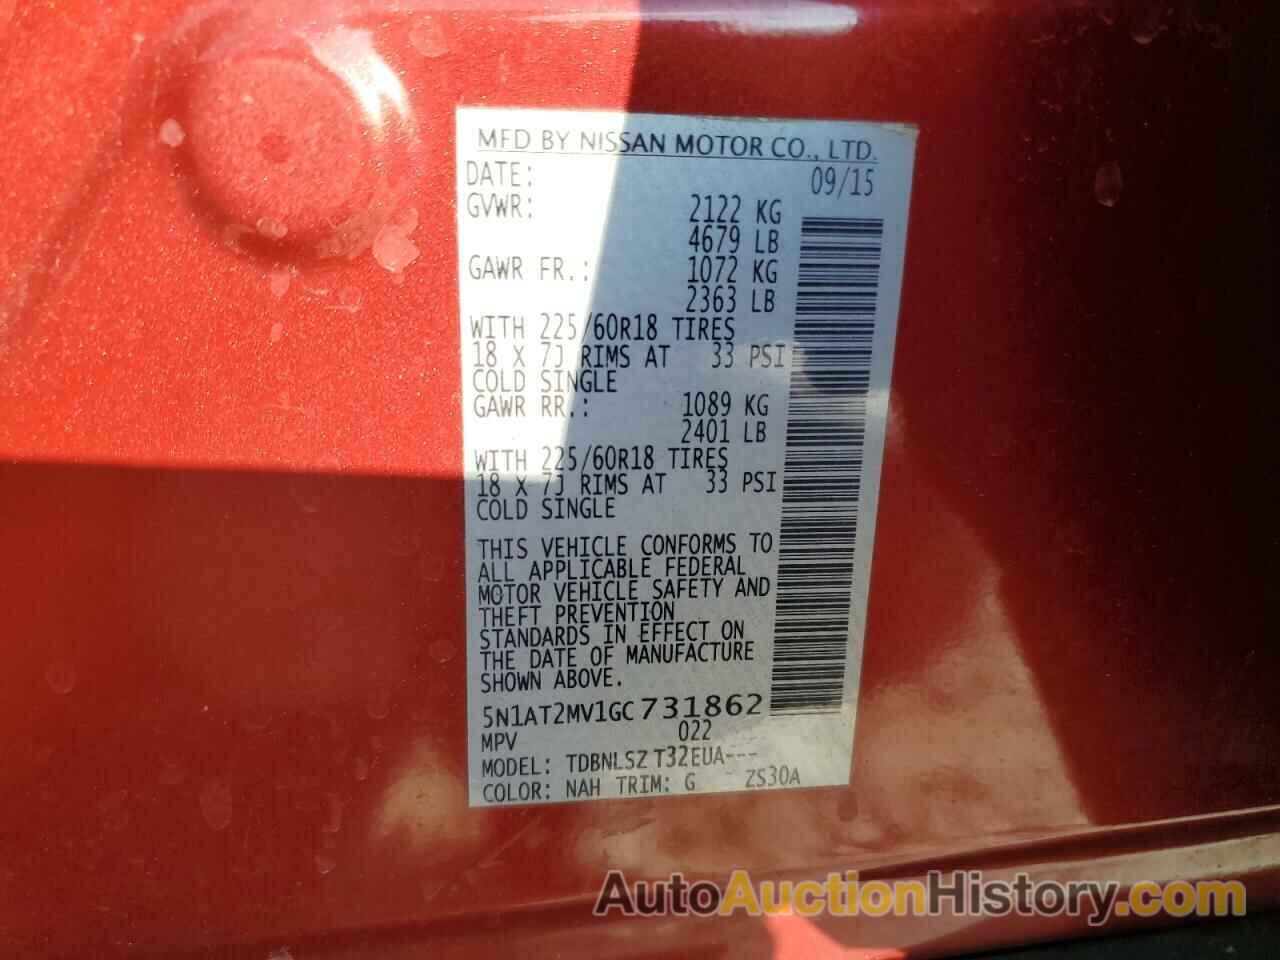 MFD BY NISSAN MOTOR CO., LTD.
DATE: 09/15
GVWR: 2122 KG
4679 LB
GAWR FR.: 1072 KG
2363 LB
WITH 225/60R18 TIRES
18 X 7J RIMS AT 33 PSI
COLD SINGLE
GAWR RR.: 1089 KG
2401 LB
WITH 225/60R18 TIRES
18 X 7J RIMS AT 33 PSI
COLD SINGLE
THIS VEHICLE CONFORMS TO
ALL APPLICABLE FEDERAL
MOTOR VEHICLE SAFETY AND
THEFT PREVENTION
STANDARDS IN EFFECT ON
THE DATE OF MANUFACTURE
SHOWN ABOVE.
5N1AT2MV1GC731862
MPV 022
MODEL: TDBNLSZ T32EUA---
COLOR: NAH TRIM: G ZS30A
AutoAuctionHistory.com